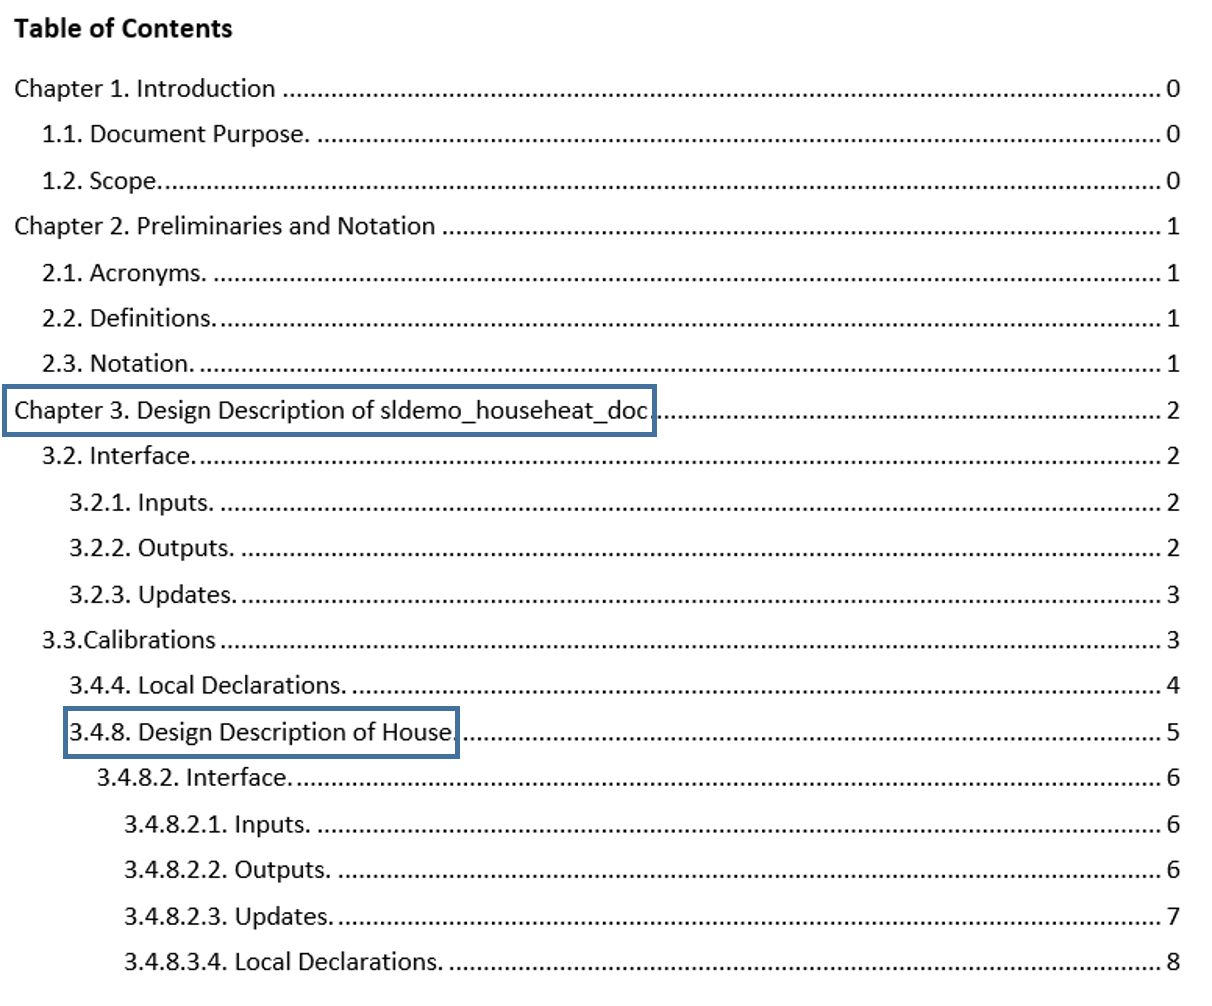 Table of Contents
Chapter 1. Introduction ........................................ 0
1.1. Document Purpose. ........................................ 0
1.2. Scope. ........................................ 0
Chapter 2. Preliminaries and Notation ........................................ 1
2.1. Acronyms. ........................................ 1
2.2. Definitions. ........................................ 1
2.3. Notation. ........................................ 1
Chapter 3. Design Description of sldemo_househeat_doc. ........................................ 2
3.2. Interface. ........................................ 2
3.2.1. Inputs. ........................................ 2
3.2.2. Outputs. ........................................ 2
3.2.3. Updates. ........................................ 3
3.3.Calibrations ........................................ 3
3.4.4. Local Declarations. ........................................ 4
3.4.8. Design Description of House. ........................................ 5
3.4.8.2. Interface. ........................................ 6
3.4.8.2.1. Inputs. ........................................ 6
3.4.8.2.2. Outputs. ........................................ 6
3.4.8.2.3. Updates. ........................................ 7
3.4.8.3.4. Local Declarations. ........................................ 8